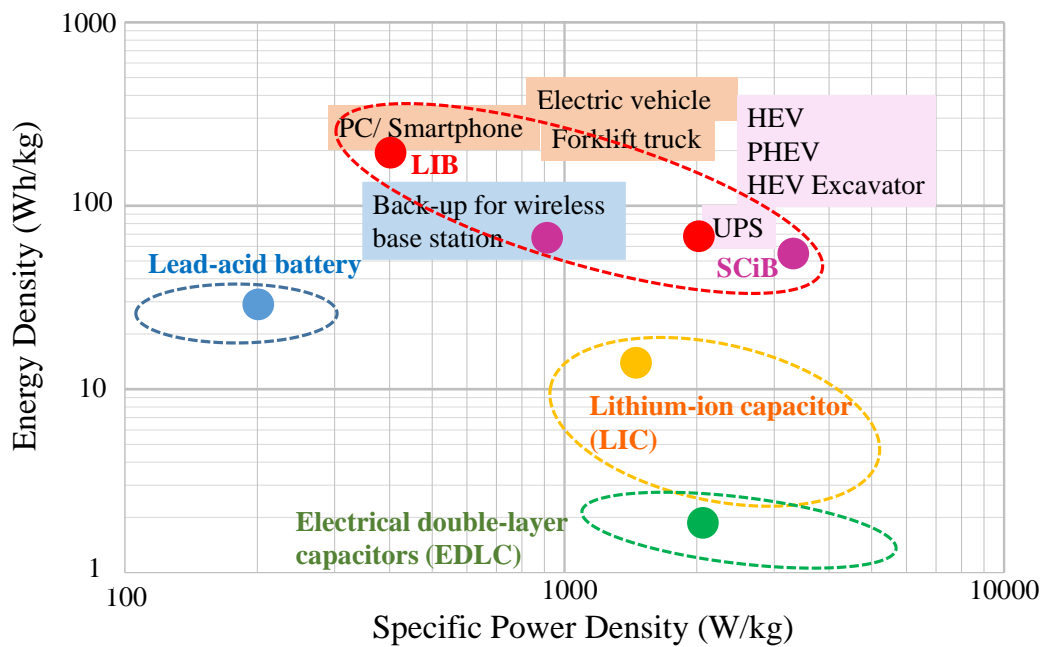 1000
100
10
1
Energy Density (Wh/kg)
Electric vehicle
PC/ Smartphone
Forklift truck
LIB
HEV
PHEV
HEV Excavator
Back-up for wireless
base station
UPS
SCiB
Lead-acid battery
Lithium-ion capacitor
(LIC)
Electrical double-layer
capacitors (EDLC)
100
1000
10000
Specific Power Density (W/kg)